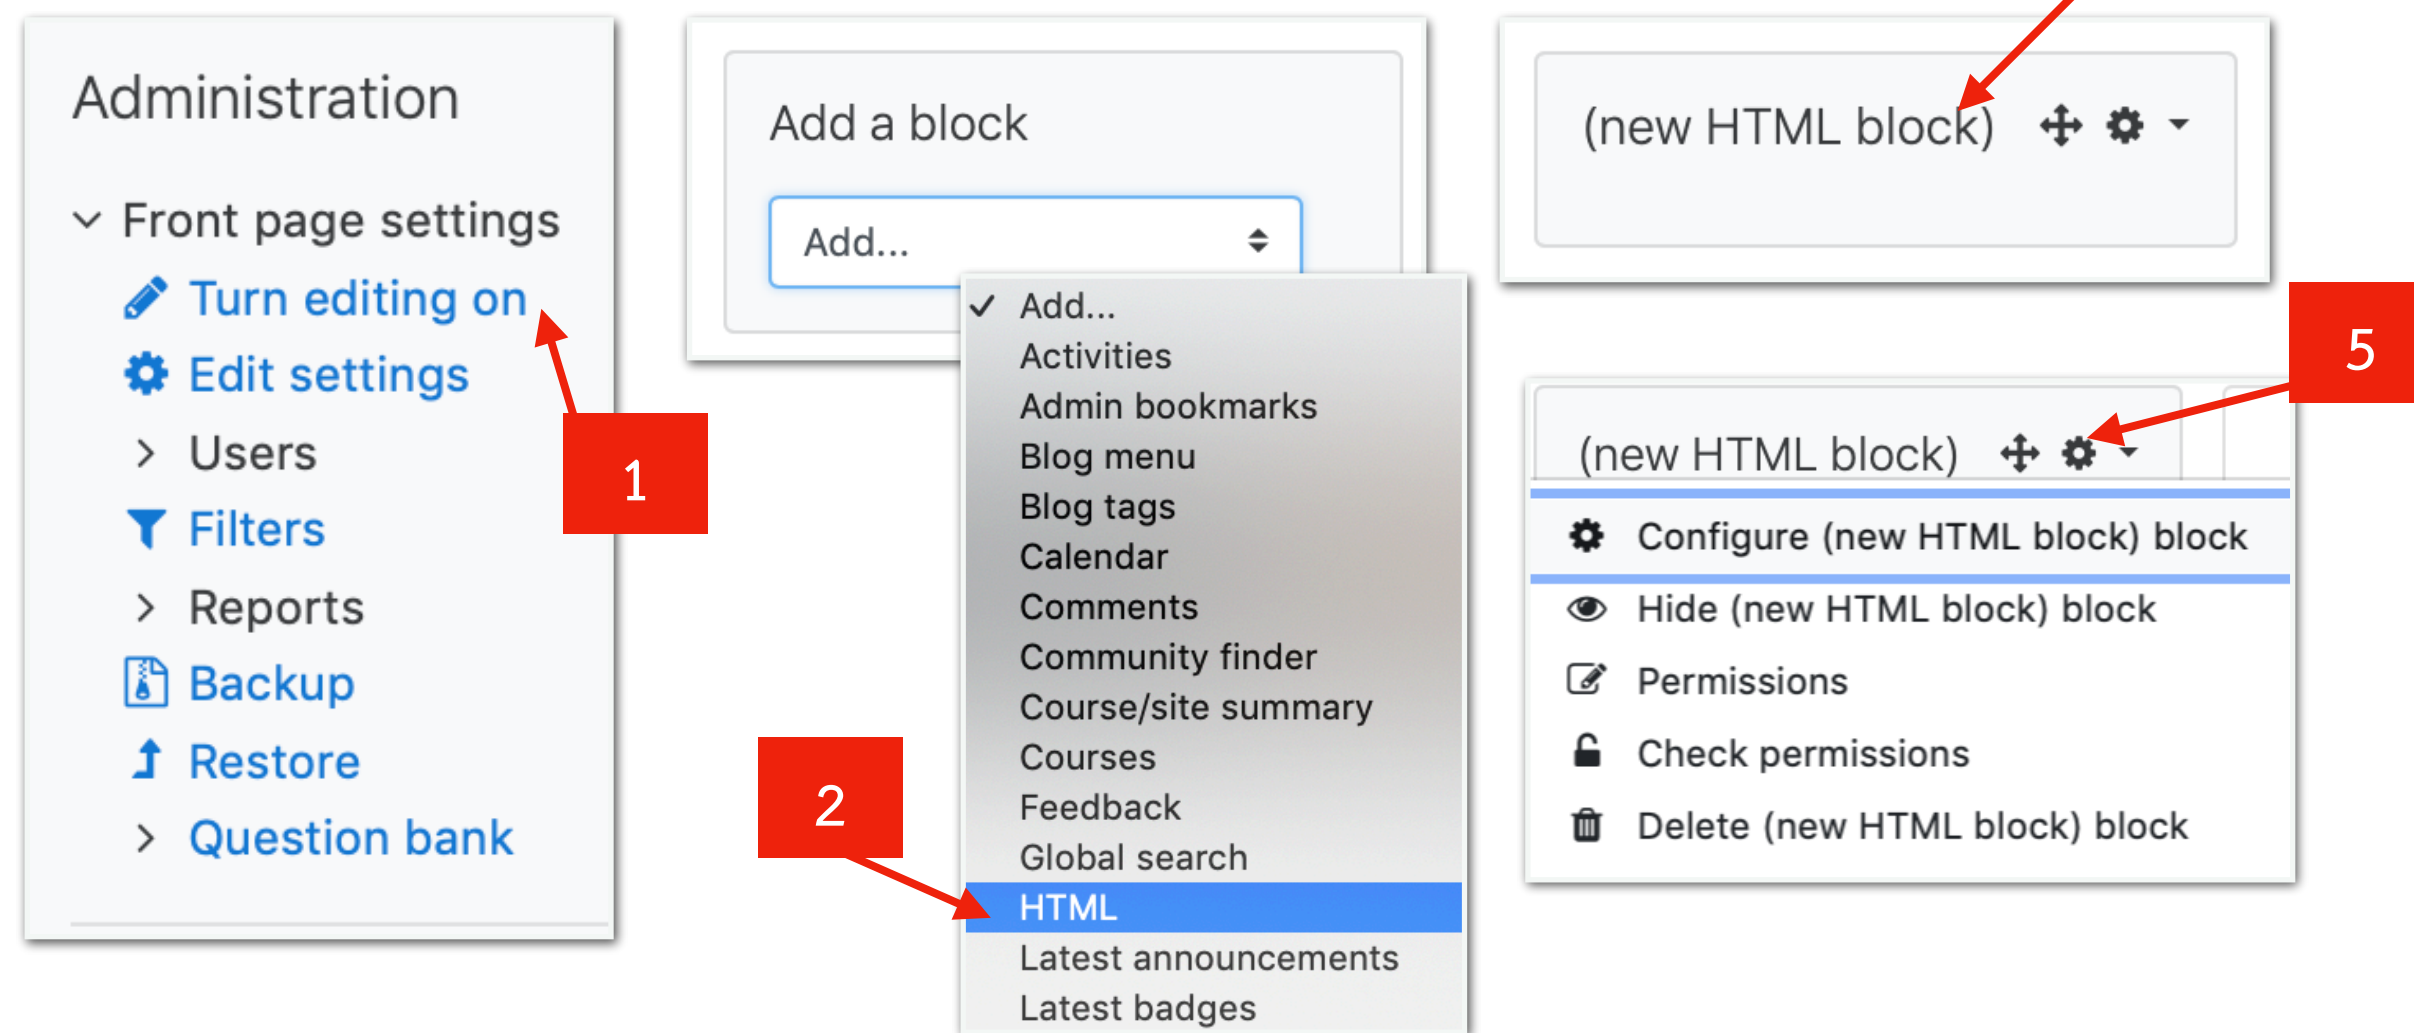 Administration
Front page settings
Turn editing on
Edit settings
Users
Filters
Reports
Backup
Restore
Question bank
1
Add a block
Add...
Add...
Activities
Admin bookmarks
Blog menu
Blog tags
Calendar
Comments
Community finder
Course/site summary
Courses
Feedback
Global search
HTML
Latest announcements
Latest badges
2
(new HTML block)
5
(new HTML block)
Configure (new HTML block) block
Hide (new HTML block) block
Permissions
Check permissions
Delete (new HTML block) block